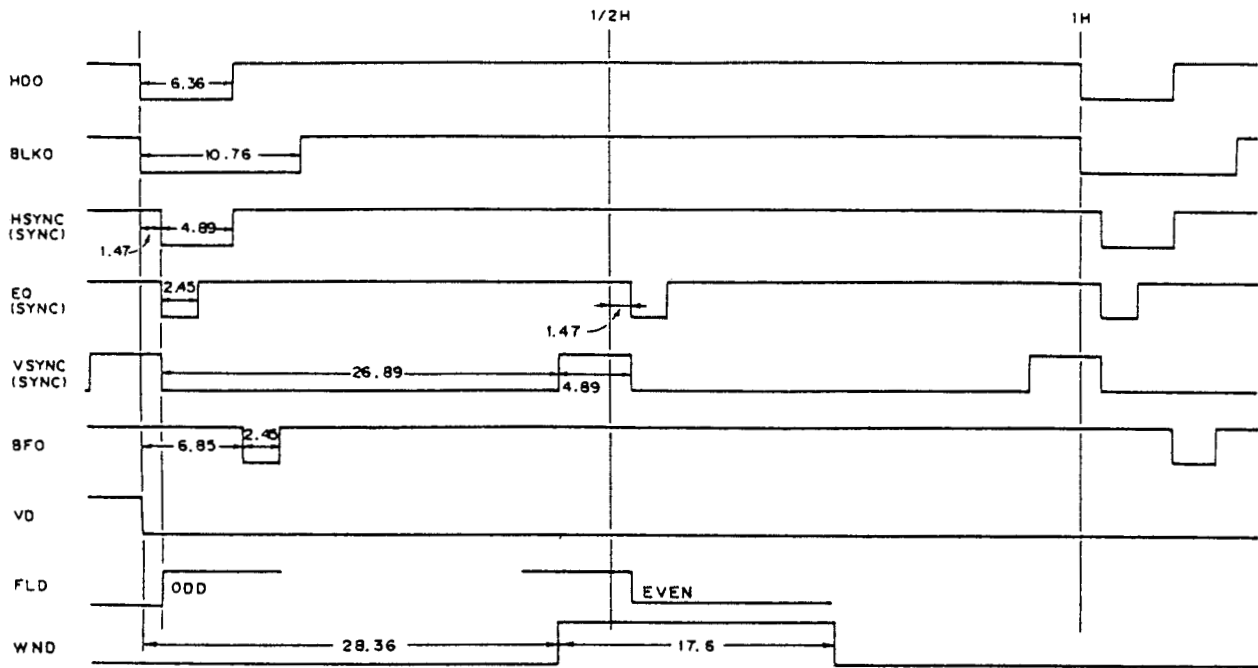 1/2H 1H
HDO 6.36
BLKO 10.76
HSYNC 4.89
(SYNC)
1.47
EQ 2.45
(SYNC)
1.47
VSYNC
(SYNC) 26.89 4.89
BFO 6.85 2.45
VD
FLD ODD EVEN
WND 28.36 17.6